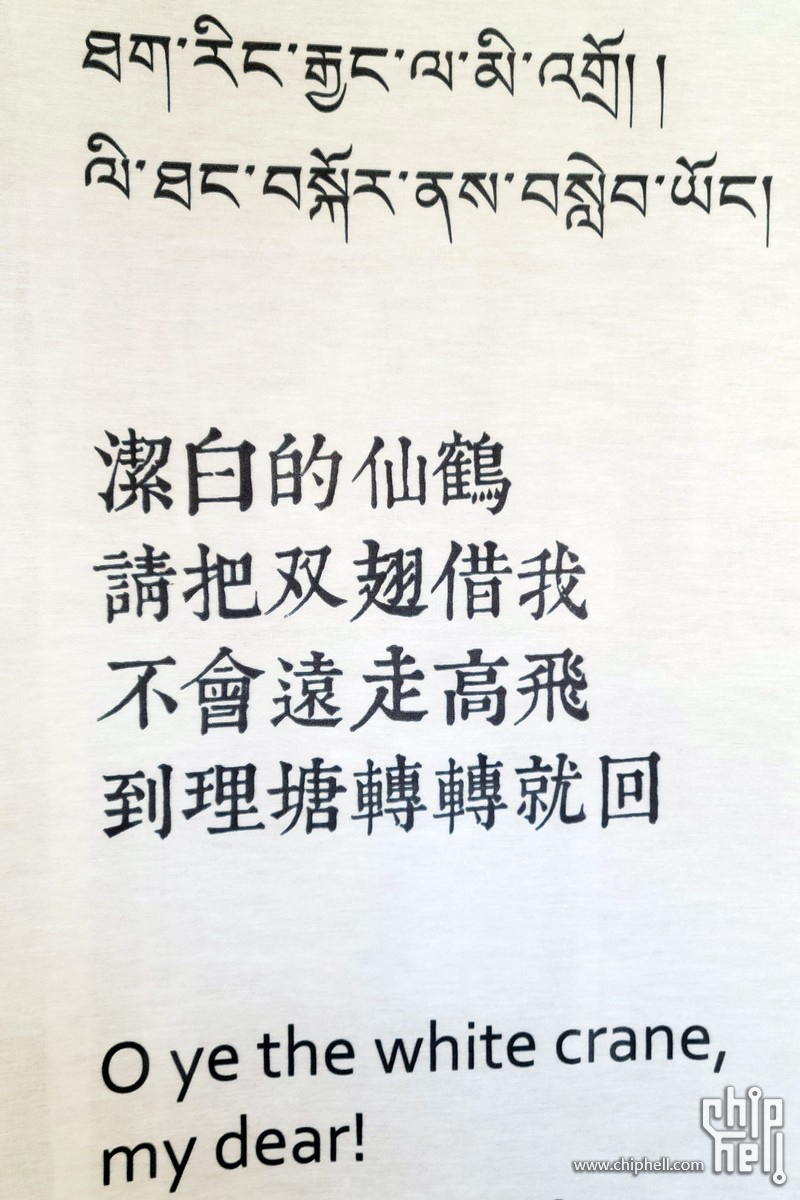 ཐག་རིང་རྒྱང་ལ་མི་འགྲོ། །
ལི་ཐང་བསྐོར་ནས་བསླེབ་ཡོང་།
潔白的仙鶴
請把双翅借我
不會遠走高飛
到理塘轉轉就回
O ye the white crane,
my dear!
chip
hell
www.chiphell.com